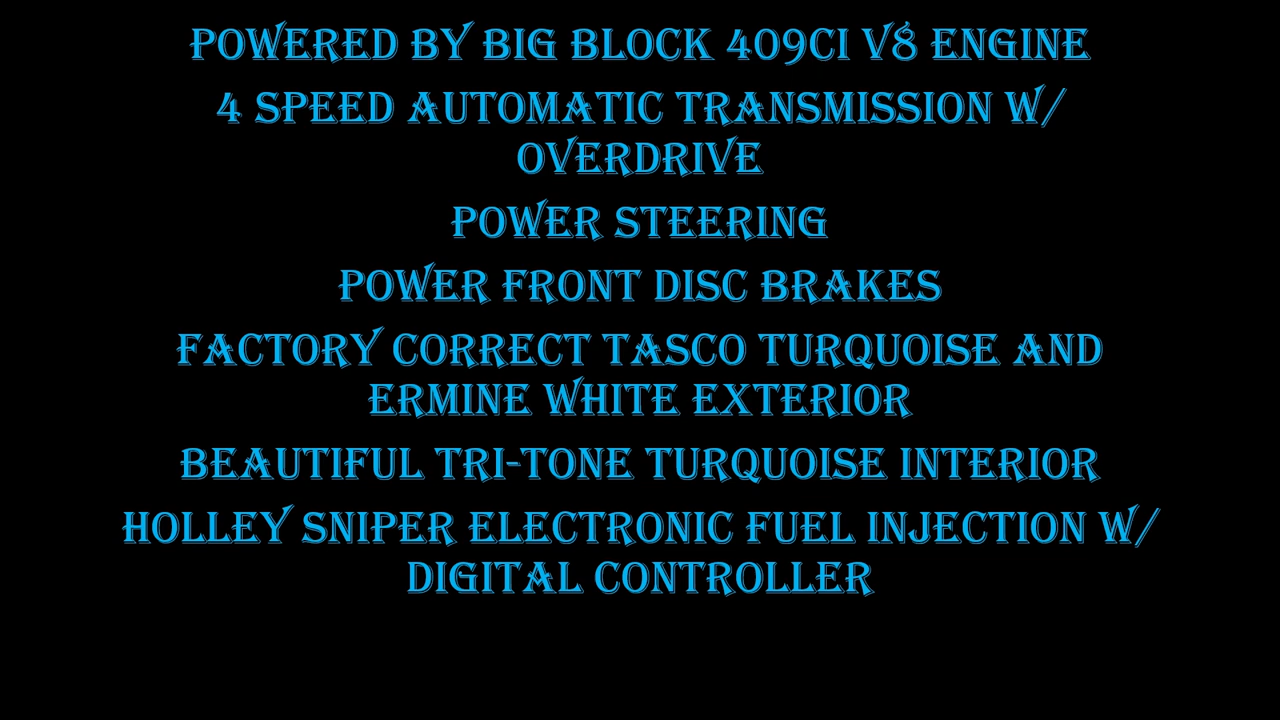 POWERED BY BIG BLOCK 409CI V8 ENGINE
4 SPEED AUTOMATIC TRANSMISSION W/
OVERDRIVE
POWER STEERING
POWER FRONT DISC BRAKES
FACTORY CORRECT TASCO TURQUOISE AND
ERMINE WHITE EXTERIOR
BEAUTIFUL TRI-TONE TURQUOISE INTERIOR
HOLLEY SNIPER ELECTRONIC FUEL INJECTION W/
DIGITAL CONTROLLER